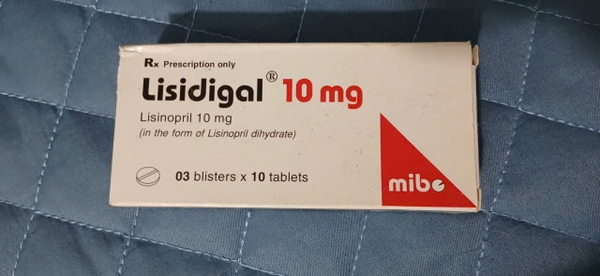 Rx Prescription only
Lisidigal® 10 mg
Lisinopril 10 mg
(in the form of Lisinopril dihydrate)
03 blisters x 10 tablets
mibe